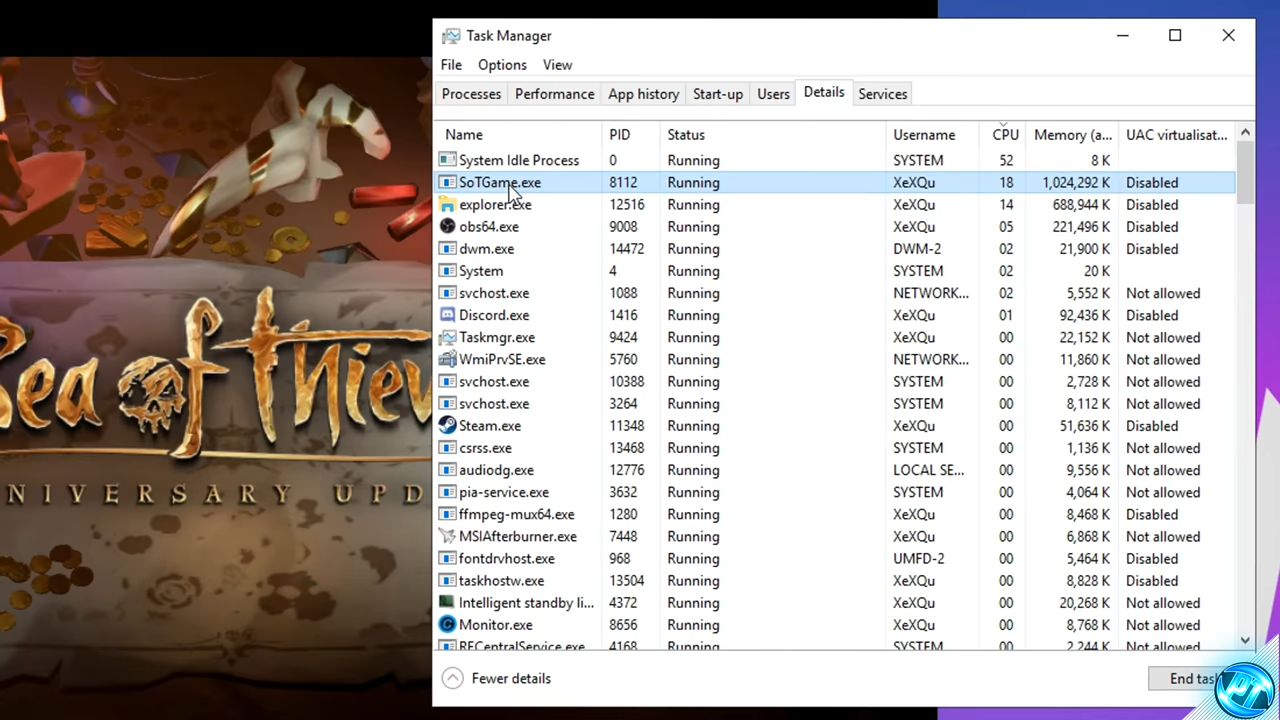 Task Manager
File Options View
Processes Performance App history Start-up Users Details Services
Name PID Status Username CPU Memory (a... UAC virtualisat...
System Idle Process 0 Running SYSTEM 52 8 K
SoTGame.exe 8112 Running XeXQu 18 1,024,292 K Disabled
explorer.exe 12516 Running XeXQu 14 688,944 K Disabled
obs64.exe 9008 Running XeXQu 05 221,496 K Disabled
dwm.exe 14472 Running DWM-2 02 21,900 K Disabled
System 4 Running SYSTEM 02 20 K
svchost.exe 1088 Running NETWORK... 02 5,552 K Not allowed
Discord.exe 1416 Running XeXQu 01 92,436 K Disabled
Taskmgr.exe 9424 Running XeXQu 00 22,152 K Not allowed
WmiPrvSE.exe 5760 Running NETWORK... 00 11,860 K Not allowed
svchost.exe 10388 Running SYSTEM 00 2,728 K Not allowed
svchost.exe 3264 Running SYSTEM 00 8,112 K Not allowed
Steam.exe 11348 Running XeXQu 00 51,636 K Disabled
csrss.exe 13468 Running SYSTEM 00 1,136 K Not allowed
audiodg.exe 12776 Running LOCAL SE... 00 9,556 K Not allowed
pia-service.exe 3632 Running SYSTEM 00 4,064 K Not allowed
ffmpeg-mux64.exe 1280 Running XeXQu 00 8,468 K Disabled
MSIAfterburner.exe 7448 Running XeXQu 00 6,868 K Not allowed
fontdrvhost.exe 968 Running UMFD-2 00 5,464 K Disabled
taskhostw.exe 13504 Running XeXQu 00 8,828 K Disabled
Intelligent standby li... 4372 Running XeXQu 00 20,268 K Not allowed
Monitor.exe 8656 Running XeXQu 00 8,768 K Not allowed
4168 Running SYSTEM 00 2,244 K Not allowed
Fewer details
End task
Sea of Thiev
NIVERSARY UPD
PT